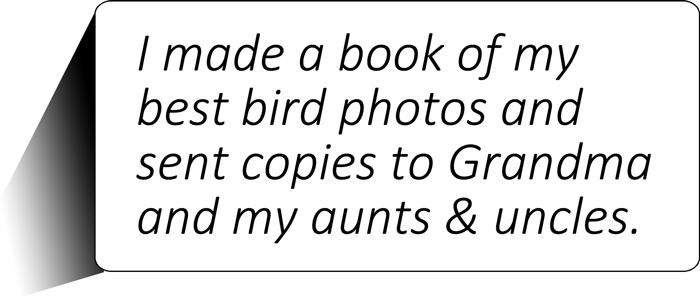 I made a book of my
best bird photos and
sent copies to Grandma
and my aunts & uncles.